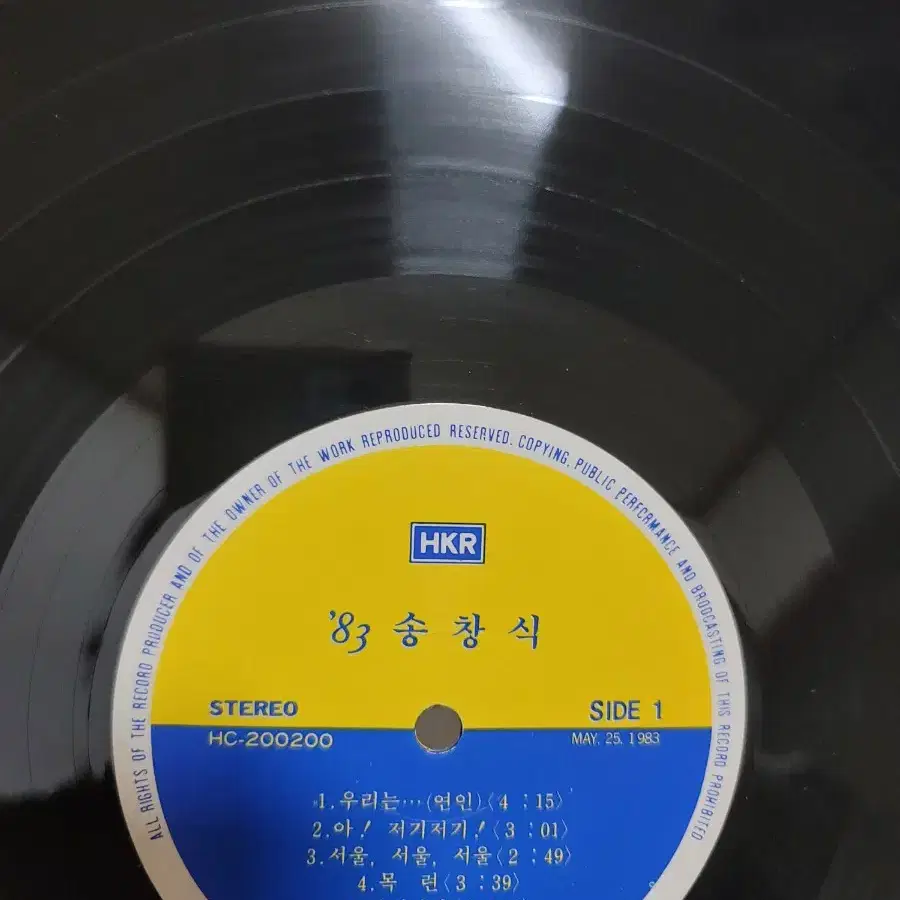 ALL RIGHTS OF THE RECORD PRODUCER AND OF THE OWNER OF THE WORK REPRODUCED RESERVED. COPYING, PUBLIC PERFORMANCE AND BRODCASTING OF THIS RECORD PROHIBITED
HKR
'83 송창식
STEREO
SIDE 1
HC-200200
MAY. 25. 1983
1. 우리는…(연인)〈4 : 15〉
2. 아! 저기저기!〈3 : 01〉
3. 서울, 서울, 서울〈2 : 49〉
4. 목 련〈3 : 39〉